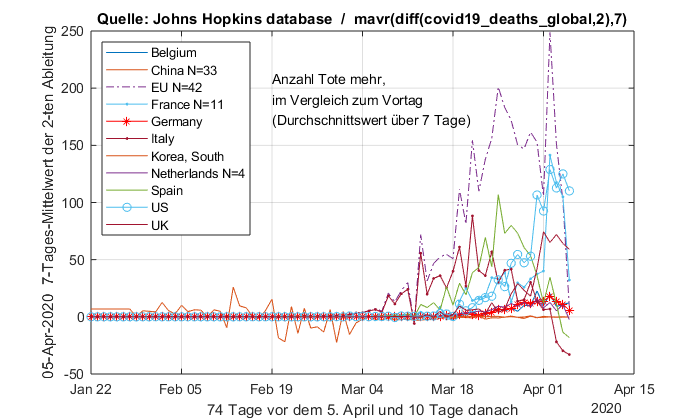 Quelle: Johns Hopkins database / mavr(diff(covid19_deaths_global,2),7)
05-Apr-2020 7-Tages-Mittelwert der 2-ten Ableitung
250
200
150
100
50
0
-50
Belgium
China N=33
EU N=42
France N=11
Germany
Italy
Korea, South
Netherlands N=4
Spain
US
UK
Anzahl Tote mehr,
im Vergleich zum Vortag
(Durchschnittswert über 7 Tage)
Jan 22 Feb 05 Feb 19 Mar 04 Mar 18 Apr 01 Apr 15
2020
74 Tage vor dem 5. April und 10 Tage danach